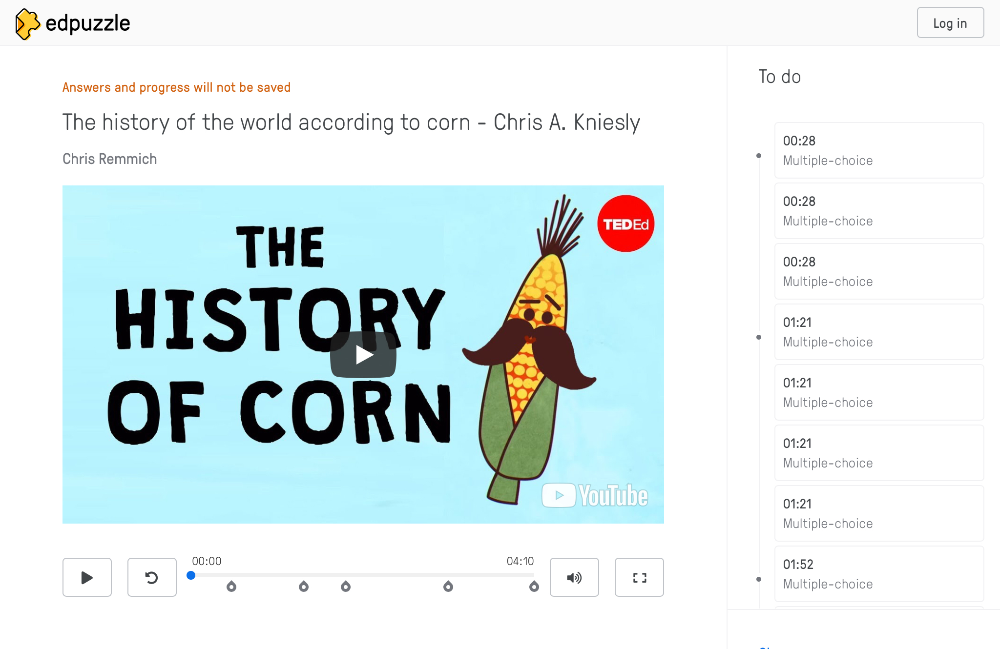 edpuzzle
Log in
Answers and progress will not be saved
The history of the world according to corn - Chris A. Kniesly
Chris Remmich
THE
HISTORY
OF CORN
TEDEd
YouTube
00:00
04:10
To do
00:28
Multiple-choice
00:28
Multiple-choice
00:28
Multiple-choice
01:21
Multiple-choice
01:21
Multiple-choice
01:21
Multiple-choice
01:21
Multiple-choice
01:52
Multiple-choice